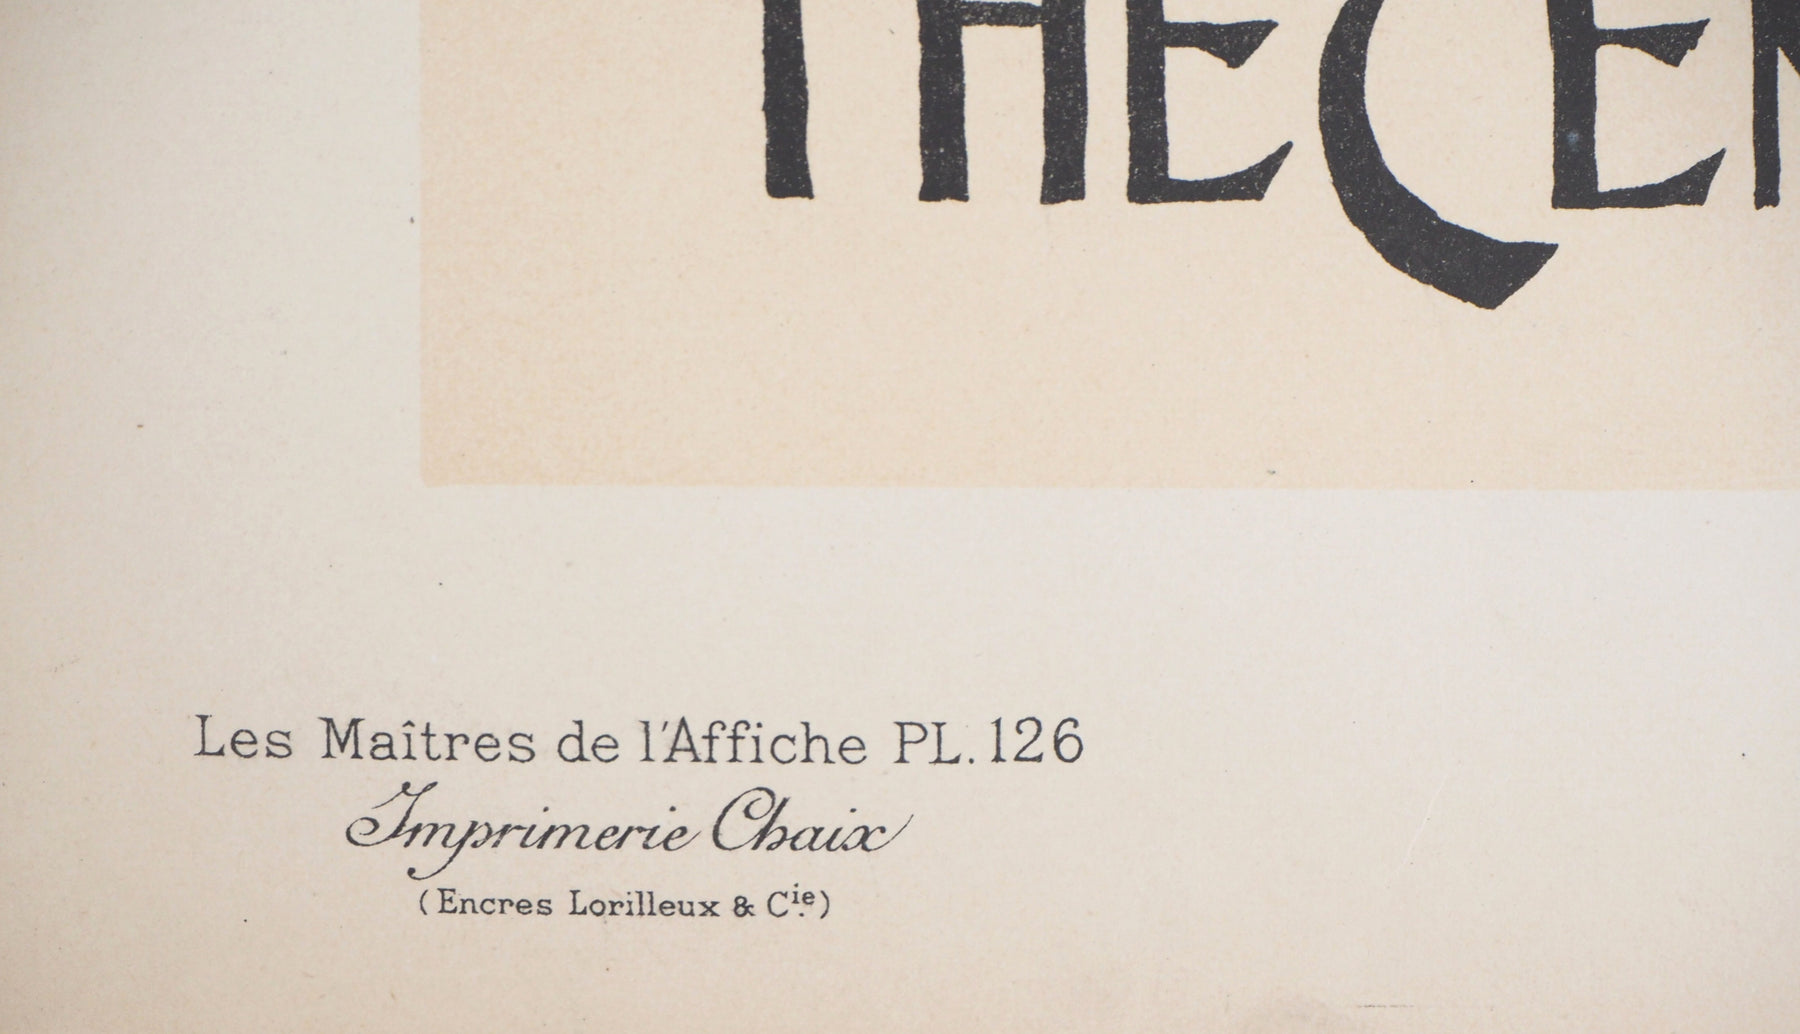 THE CEN
Les Maîtres de l'Affiche PL. 126
Imprimerie Chaix
(Encres Lorilleux & Cie.)